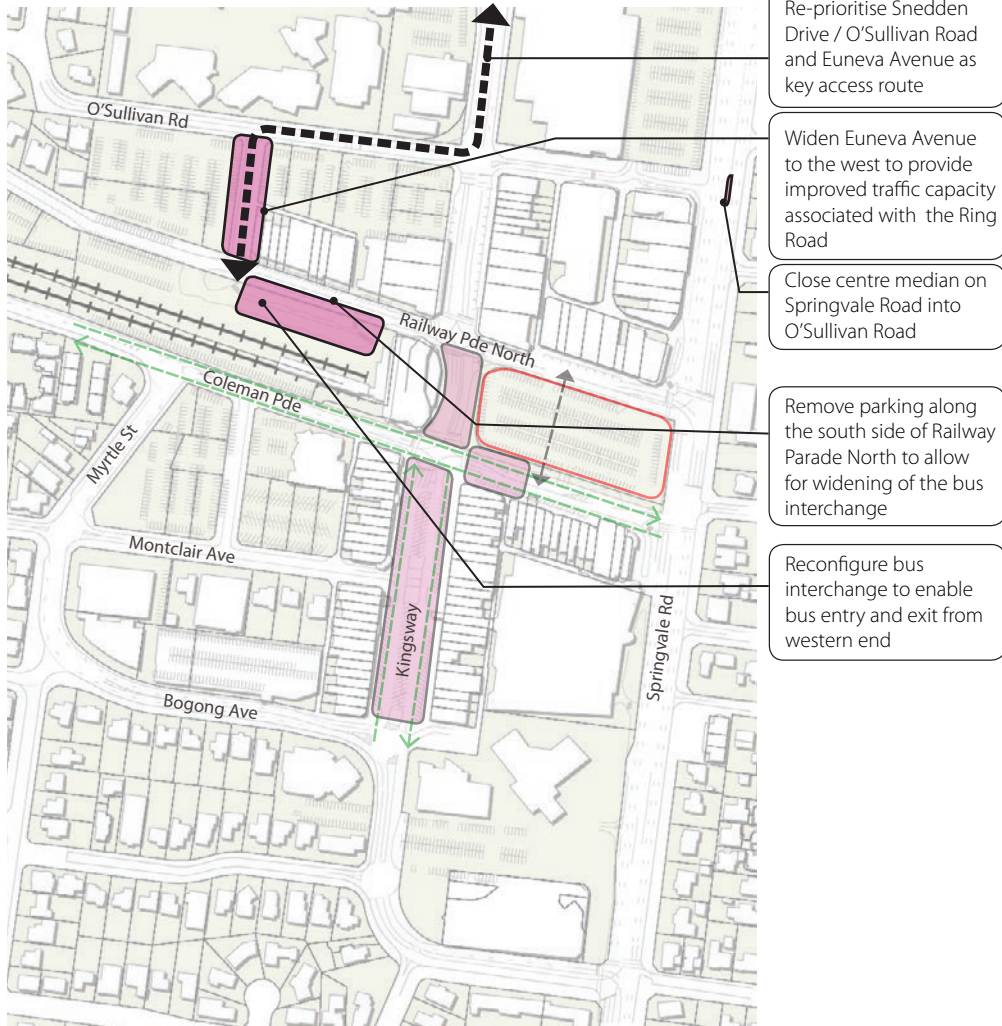 Re-prioritise Snedden
Drive / O'Sullivan Road
and Euneva Avenue as
key access route
O'Sullivan Rd
Widen Euneva Avenue
to the west to provide
improved traffic capacity
associated with the Ring
Road
Close centre median on
Springvale Road into
O'Sullivan Road
Railway Pde North
Coleman Pde
Remove parking along
the south side of Railway
Parade North to allow
for widening of the bus
interchange
Myrtle St
Montclair Ave
Reconfigure bus
interchange to enable
bus entry and exit from
western end
Kingsway
Springvale Rd
Bogong Ave